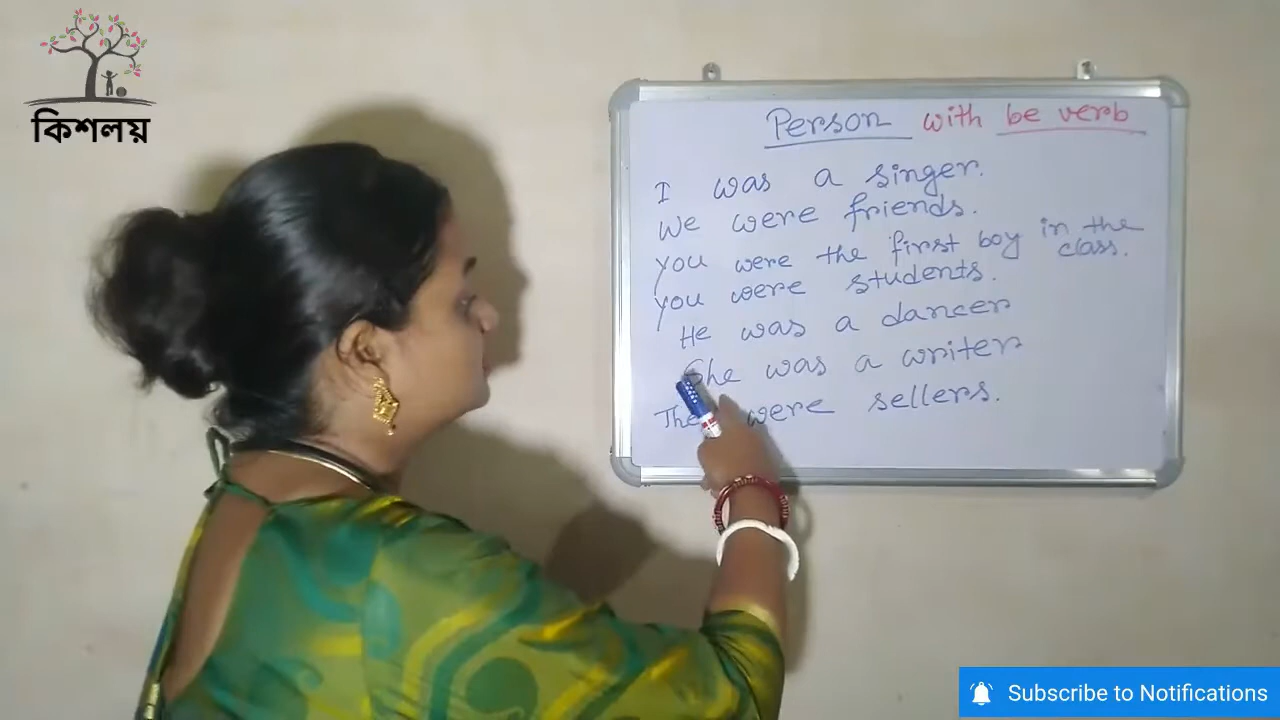 কিশলয়
Person with be verb
I was a singer.
We were friends.
you were the first boy in the
class.
you were students.
He was a dancer
She was a writer
were sellers.
Subscribe to Notifications